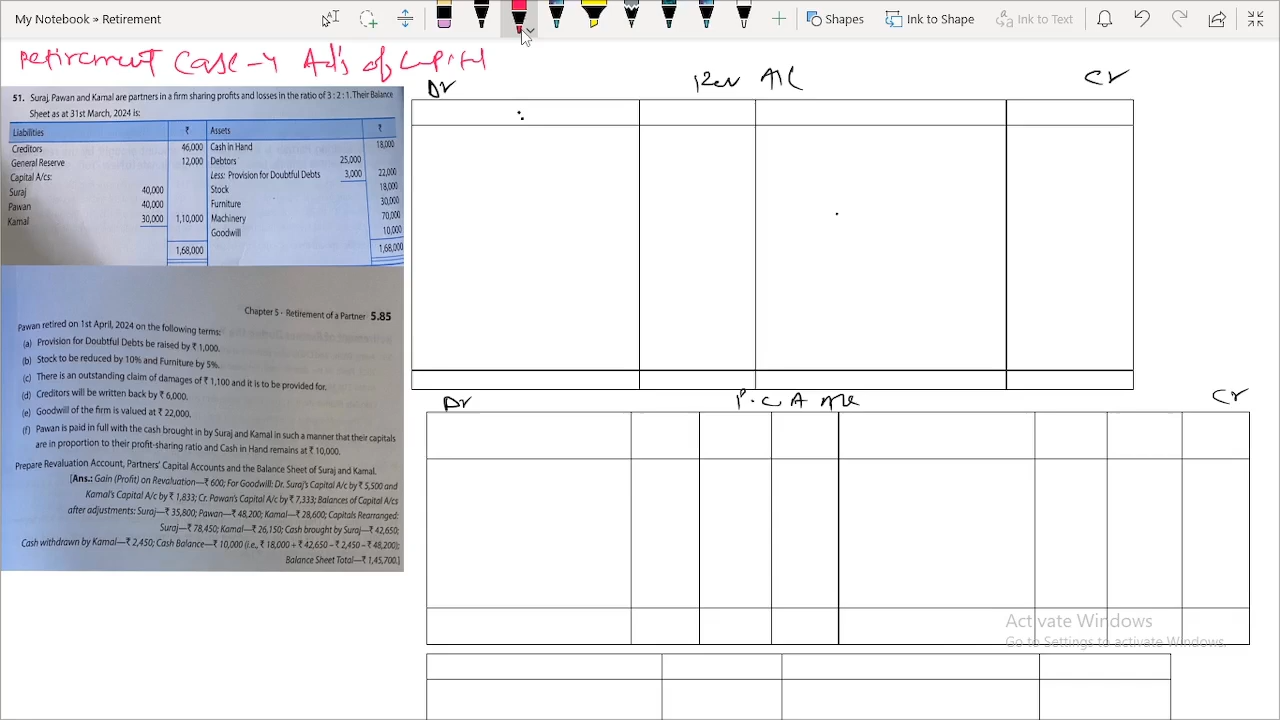 My Notebook » Retirement
Shapes
Ink to Shape
Ink to Text
Retirement Case-4 Adj. of Capital
51. Suraj, Pawan and Kamal are partners in a firm sharing profits and losses in the ratio of 3 : 2 : 1. Their Balance
Sheet as at 31st March, 2024 is:
Liabilities ₹ Assets ₹
Creditors 46,000 Cash in Hand 18,000
General Reserve 12,000 Debtors 25,000
Capital A/cs: Less: Provision for Doubtful Debts 3,000 22,000
Suraj 40,000 Stock 18,000
Pawan 40,000 Furniture 30,000
Kamal 30,000 1,10,000 Machinery 70,000
Goodwill 10,000
1,68,000 1,68,000
Chapter 5 · Retirement of a Partner 5.85
Pawan retired on 1st April, 2024 on the following terms:
(a) Provision for Doubtful Debts be raised by ₹ 1,000.
(b) Stock to be reduced by 10% and Furniture by 5%.
(c) There is an outstanding claim of damages of ₹ 1,100 and it is to be provided for.
(d) Creditors will be written back by ₹ 6,000.
(e) Goodwill of the firm is valued at ₹ 22,000.
(f) Pawan is paid in full with the cash brought in by Suraj and Kamal in such a manner that their capitals
are in proportion to their profit-sharing ratio and Cash in Hand remains at ₹ 10,000.
Prepare Revaluation Account, Partners' Capital Accounts and the Balance Sheet of Suraj and Kamal.
[Ans.: Gain (Profit) on Revaluation—₹ 600; For Goodwill: Dr. Suraj's Capital A/c by ₹ 5,500 and
Kamal's Capital A/c by ₹ 1,833; Cr. Pawan's Capital A/c by ₹ 7,333; Balances of Capital A/cs
after adjustments: Suraj—₹ 35,800; Pawan—₹ 48,200; Kamal—₹ 28,600; Capitals Rearranged:
Suraj—₹ 78,450; Kamal—₹ 26,150; Cash brought by Suraj—₹ 42,650;
Cash withdrawn by Kamal—₹ 2,450; Cash Balance—₹ 10,000 (i.e., ₹ 18,000 + ₹ 42,650 – ₹ 2,450 – ₹ 48,200);
Balance Sheet Total—₹ 1,45,700.]
Dr Rev A/C Cr
Dr P. C A Cr
Activate Windows
Go to Settings to activate Windows.